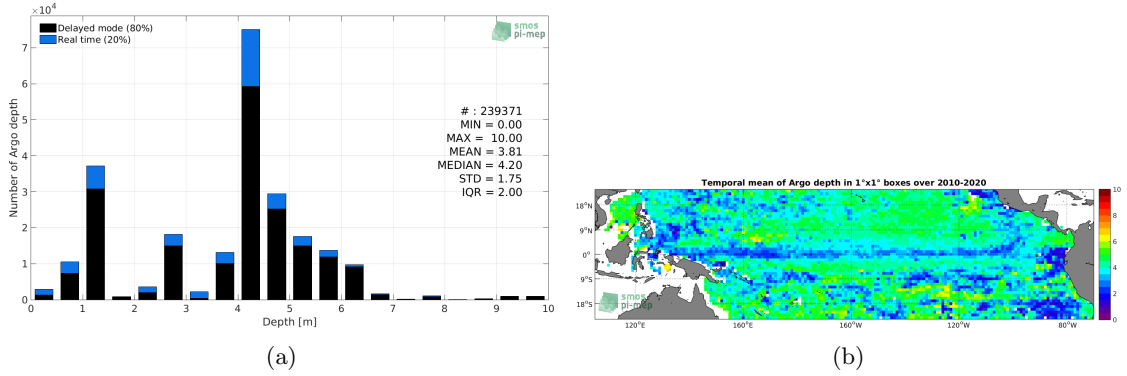 Delayed mode (80%)
Real time (20%)
smos
pi-mep
×10⁴
7
6
5
4
3
2
1
0
Number of Argo depth
# : 239371
MIN = 0.00
MAX = 10.00
MEAN = 3.81
MEDIAN = 4.20
STD = 1.75
IQR = 2.00
0 1 2 3 4 5 6 7 8 9 10
Depth [m]
(a)
Temporal mean of Argo depth in 1°x1° boxes over 2010-2020
18°N
9°N
0°
9°S
18°S
smos
pi-mep
120°E 160°E 160°W 120°W 80°W
10
8
6
4
2
0
(b)